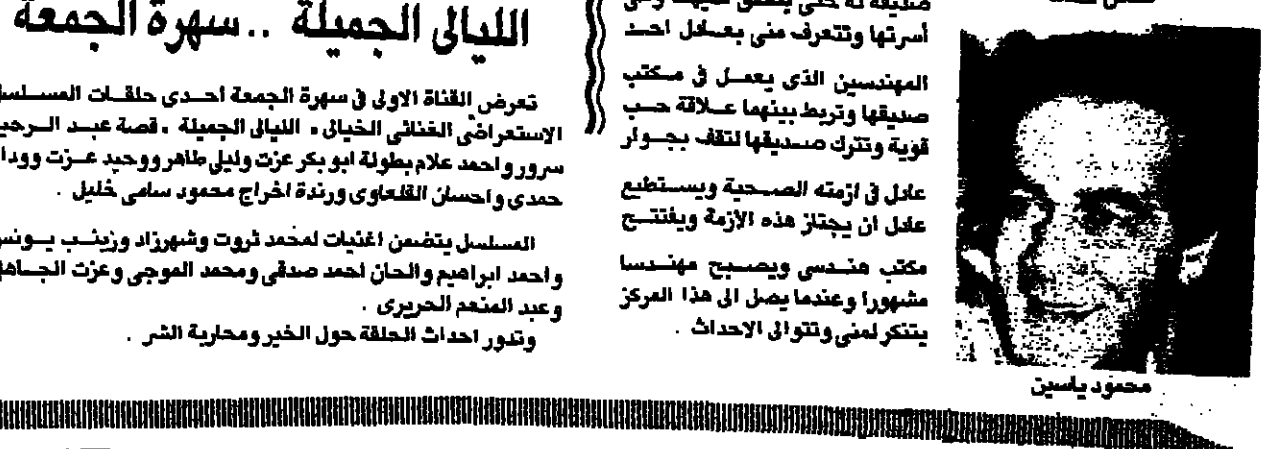 أسرتها وتتعرف منى بعادل احد
المهندسين الذى يعمل فى مكتب
صديقها وتربط بينهما علاقة حب
قوية وتترك صديقها لتقف بجوار
عادل فى ازمته الصحية ويستطيع
عادل ان يجتاز هذه الازمة ويفتتح
مكتب هندسى ويصبح مهندسا
مشهورا وعندما يصل الى هذا المركز
يتنكر لمنى وتتوالى الاحداث .
محمود ياسين
الليالى الجميلة .. سهرة الجمعة
تعرض القناة الاولى فى سهرة الجمعة احدى حلقات المسلسل
الاستعراضى الغنائى الخيالى « الليالى الجميلة » قصة عبد
سرور واحمد علام بطولة ابو بكر عزت وليلى طاهر ووحيد عزت
حمدى واحسان القلعاوى ورندة اخراج محمود سامى خليل .
المسلسل يتضمن اغنيات لمحمد ثروت وشهرزاد وزينب يونس
واحمد ابراهيم والحان احمد صدقى ومحمد الموجى وعزت
وعبد المنعم الحريرى .
وتدور احداث الحلقة حول الخير ومحاربة الشر .